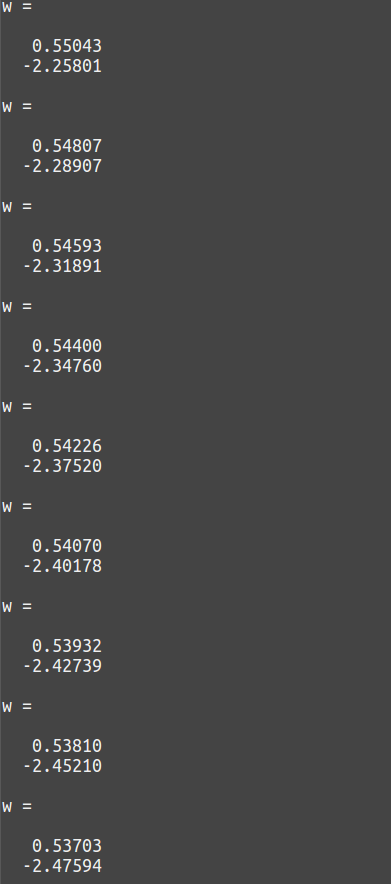 w =
0.55043
-2.25801
w =
0.54807
-2.28907
w =
0.54593
-2.31891
w =
0.54400
-2.34760
w =
0.54226
-2.37520
w =
0.54070
-2.40178
w =
0.53932
-2.42739
w =
0.53810
-2.45210
w =
0.53703
-2.47594